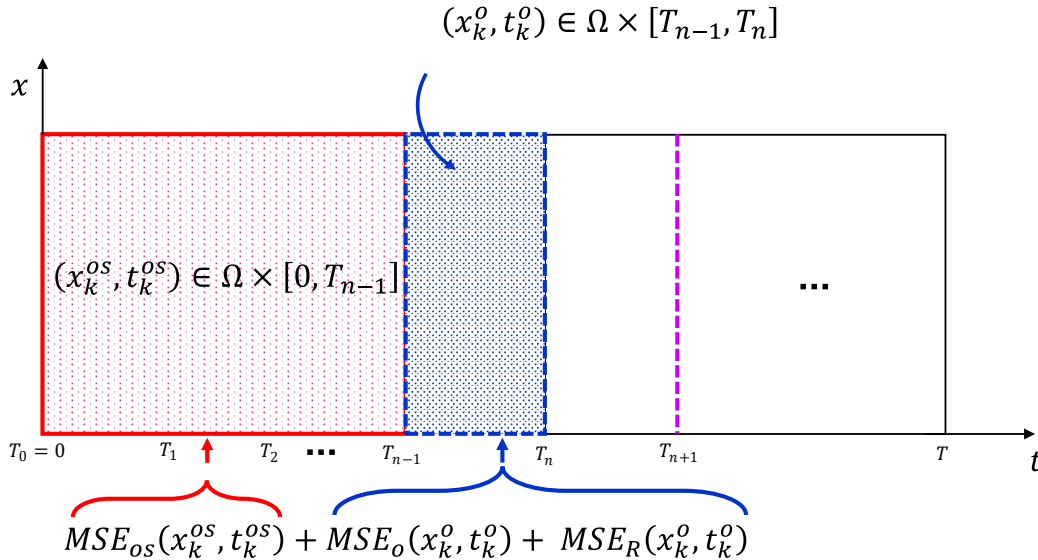 (x_k^o, t_k^o) ∈ Ω × [T_{n−1}, T_n]
x
(x_k^{os}, t_k^{os}) ∈ Ω × [0, T_{n−1}]
...
T_0 = 0 T_1 T_2 ... T_{n−1} T_n T_{n+1} T t
MSE_{os}(x_k^{os}, t_k^{os}) + MSE_o(x_k^o, t_k^o) + MSE_R(x_k^o, t_k^o)